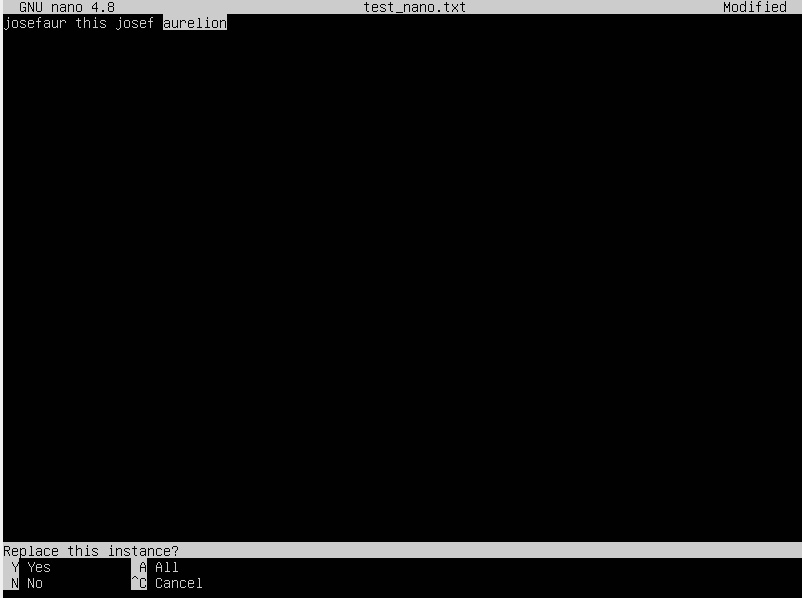 GNU nano 4.8 test_nano.txt Modified
josefaur this josef aurelion
Replace this instance?
Y Yes A All
N No ^C Cancel